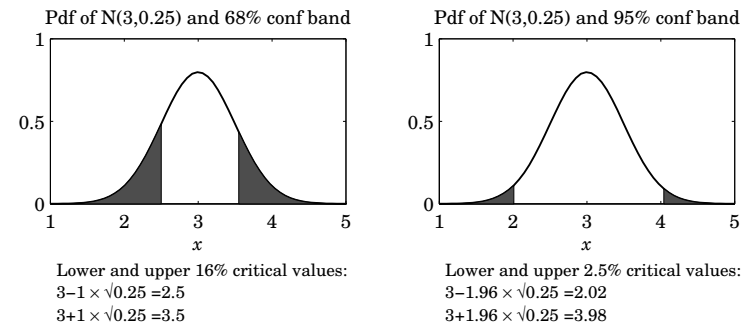 Pdf of N(3,0.25) and 68% conf band
1
0.5
0
1 2 3 4 5
x
Lower and upper 16% critical values:
3−1 × √0.25 =2.5
3+1 × √0.25 =3.5
Pdf of N(3,0.25) and 95% conf band
1
0.5
0
1 2 3 4 5
x
Lower and upper 2.5% critical values:
3−1.96 × √0.25 =2.02
3+1.96 × √0.25 =3.98